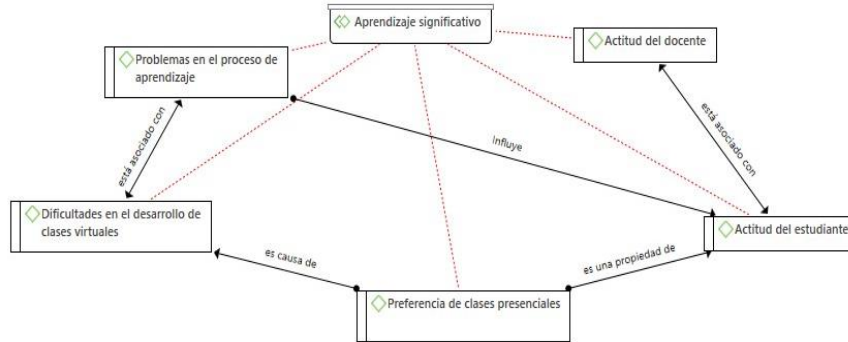 Aprendizaje significativo
Actitud del docente
Problemas en el proceso de
aprendizaje
está asociado con
Influye
está asociado con
Dificultades en el desarrollo de
clases virtuales
Actitud del estudiante
es causa de
es una propiedad de
Preferencia de clases presenciales